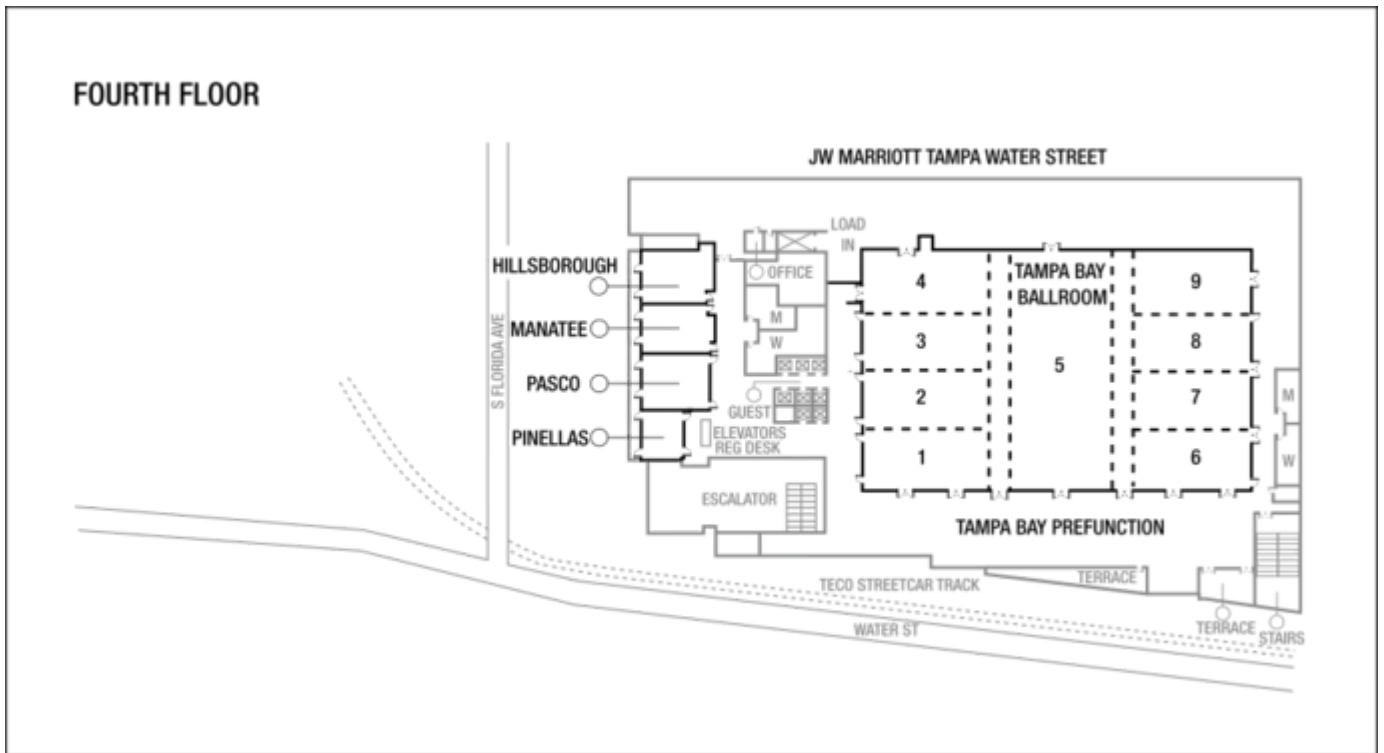 FOURTH FLOOR
JW MARRIOTT TAMPA WATER STREET
LOAD
IN
HILLSBOROUGH
OFFICE
4
TAMPA BAY
BALLROOM
9
S FLORIDA AVE
MANATEE
M
W
3
8
5
PASCO
GUEST
2
7
M
PINELLAS
ELEVATORS
REG DESK
1
6
W
ESCALATOR
TAMPA BAY PREFUNCTION
TECO STREETCAR TRACK
TERRACE
WATER ST
TERRACE
STAIRS